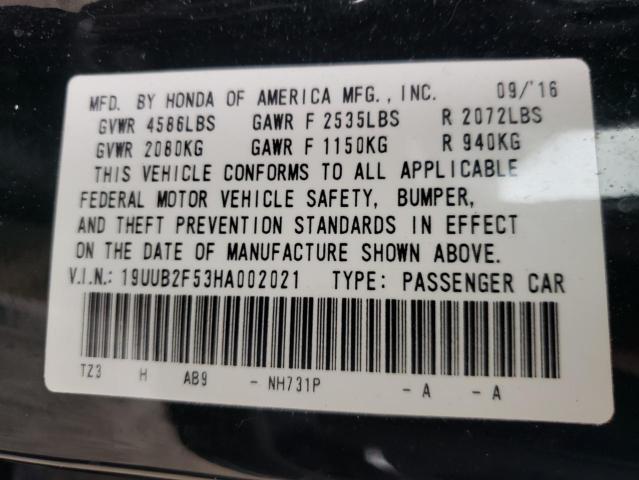 MFD. BY HONDA OF AMERICA MFG., INC. 09/'16
GVWR 4586LBS GAWR F 2535LBS R 2072LBS
GVWR 2080KG GAWR F 1150KG R 940KG
THIS VEHICLE CONFORMS TO ALL APPLICABLE
FEDERAL MOTOR VEHICLE SAFETY, BUMPER,
AND THEFT PREVENTION STANDARDS IN EFFECT
ON THE DATE OF MANUFACTURE SHOWN ABOVE.
V.I.N.: 19UUB2F53HA002021 TYPE: PASSENGER CAR
TZ3 H AB9 - NH731P - A - A